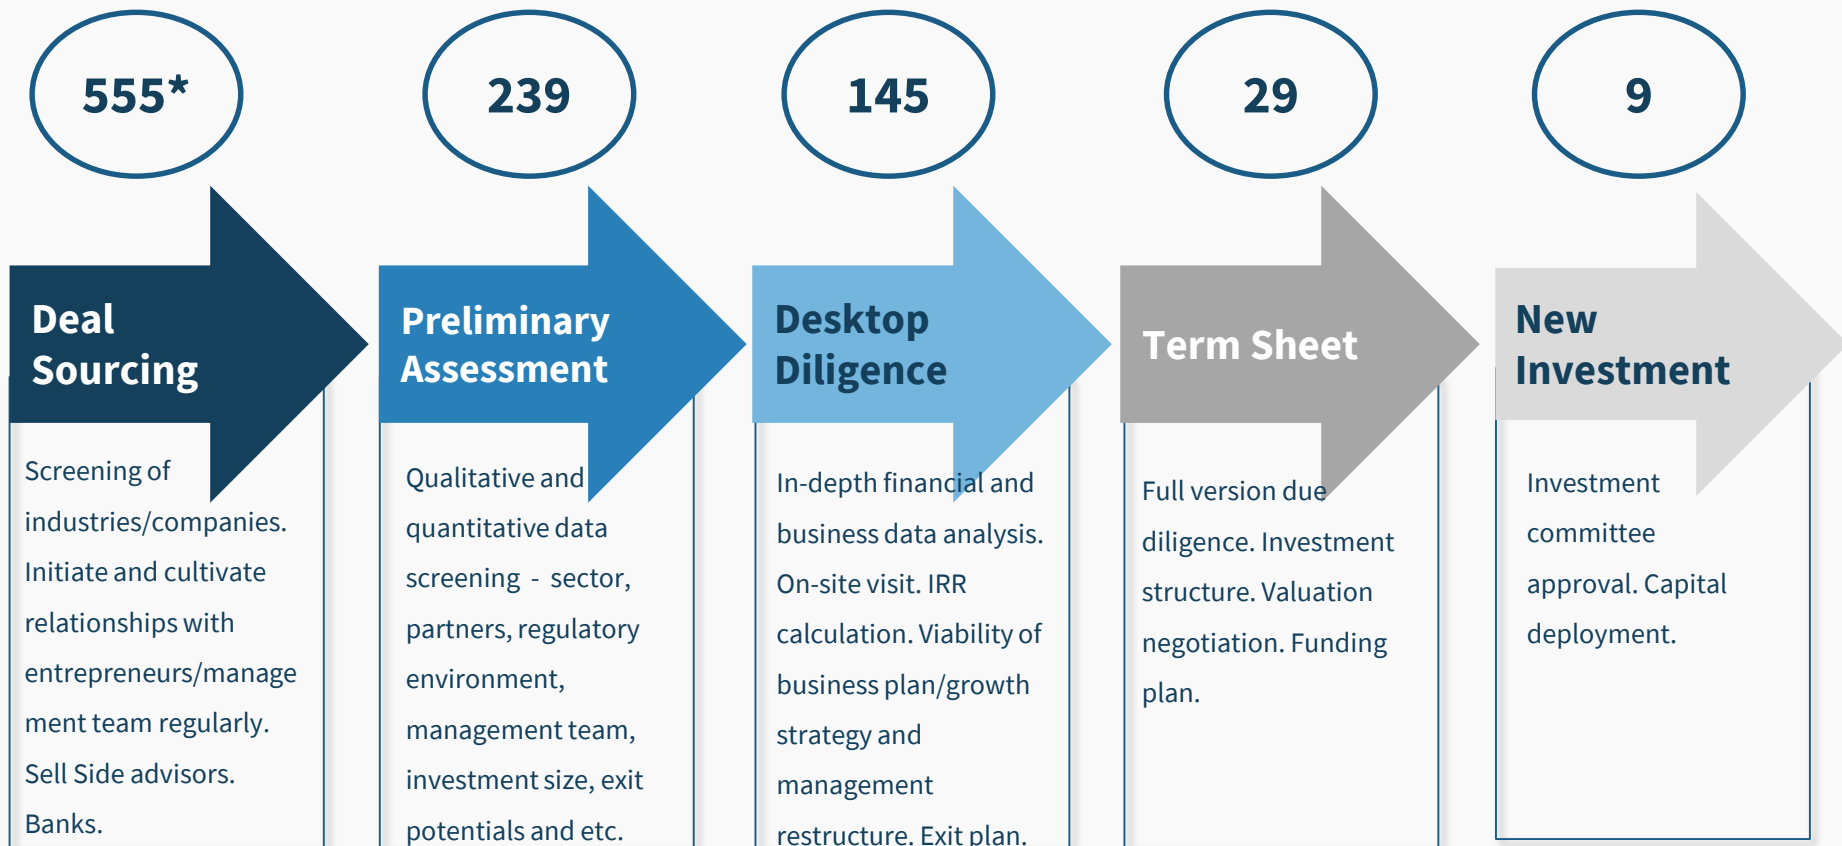 555*
239
145
29
9
Deal
Sourcing
Preliminary
Assessment
Desktop
Diligence
Term Sheet
New
Investment
Screening of
industries/companies.
Initiate and cultivate
relationships with
entrepreneurs/manage
ment team regularly.
Sell Side advisors.
Banks.
Qualitative and
quantitative data
screening - sector,
partners, regulatory
environment,
management team,
investment size, exit
potentials and etc.
In-depth financial and
business data analysis.
On-site visit. IRR
calculation. Viability of
business plan/growth
strategy and
management
restructure. Exit plan.
Full version due
diligence. Investment
structure. Valuation
negotiation. Funding
plan.
Investment
committee
approval. Capital
deployment.